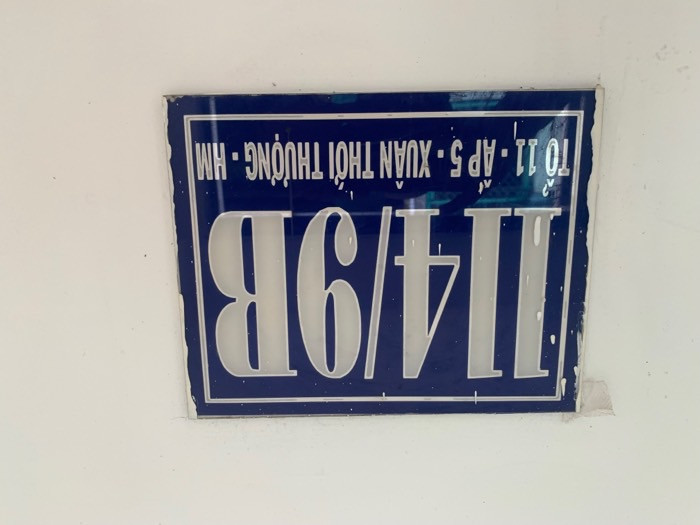 114/9B
TỔ 11 - ẤP 5 - XUÂN THỚI THƯỢNG - HM